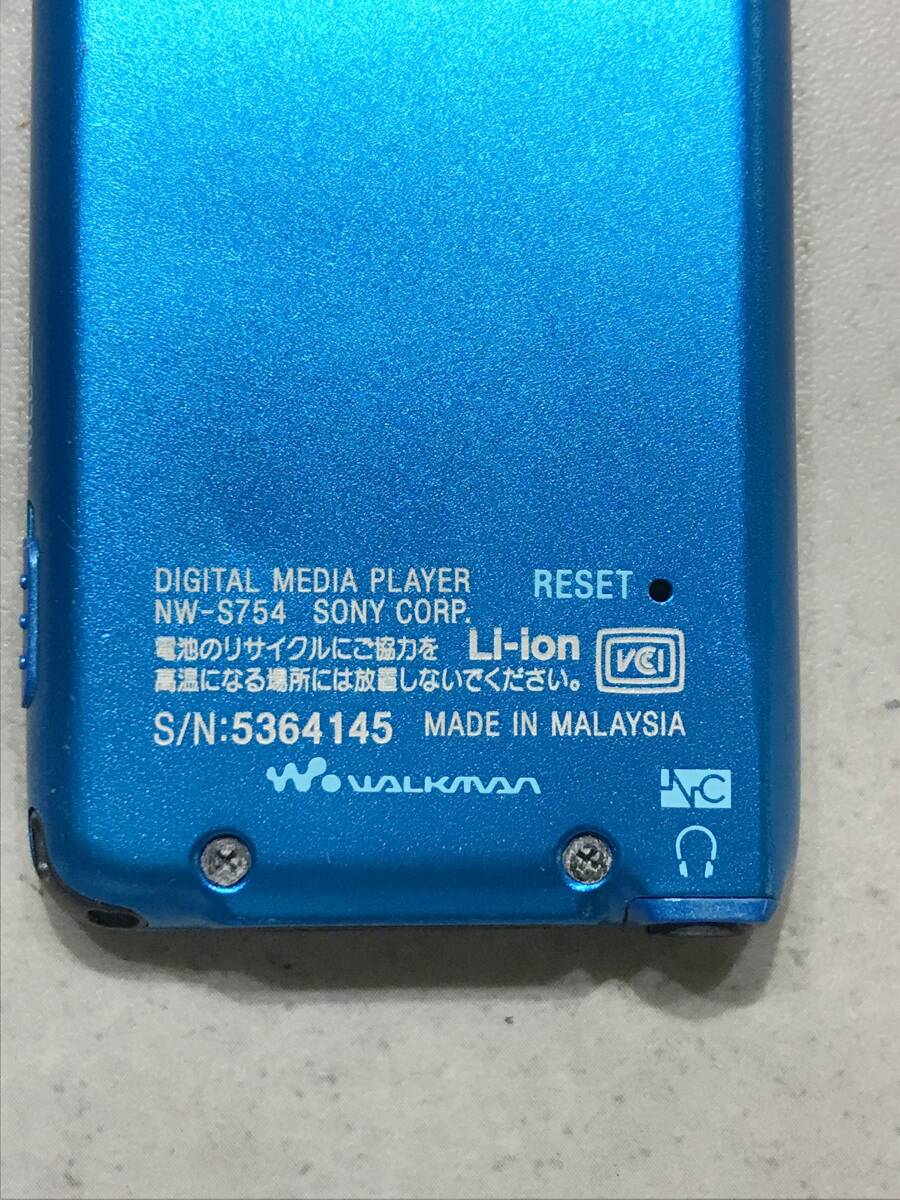 DIGITAL MEDIA PLAYER RESET
NW-S754 SONY CORP.
電池のリサイクルにご協力を Li-ion VCCI
高温になる場所には放置しないでください。
S/N:5364145 MADE IN MALAYSIA
W. WALKMAN
NC